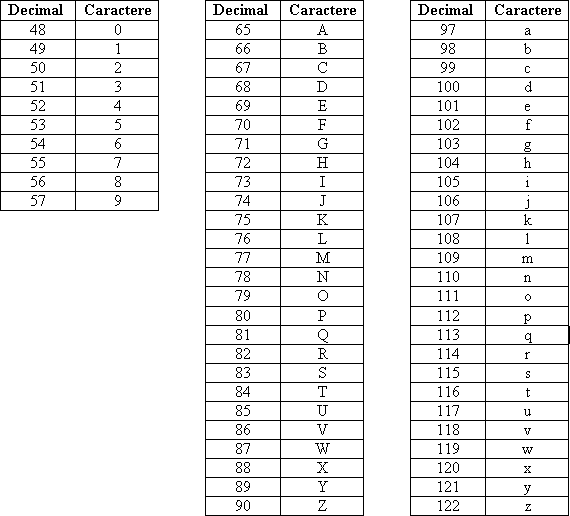 Decimal Caractere
48 0
49 1
50 2
51 3
52 4
53 5
54 6
55 7
56 8
57 9
Decimal Caractere
65 A
66 B
67 C
68 D
69 E
70 F
71 G
72 H
73 I
74 J
75 K
76 L
77 M
78 N
79 O
80 P
81 Q
82 R
83 S
84 T
85 U
86 V
87 W
88 X
89 Y
90 Z
Decimal Caractere
97 a
98 b
99 c
100 d
101 e
102 f
103 g
104 h
105 i
106 j
107 k
108 l
109 m
110 n
111 o
112 p
113 q
114 r
115 s
116 t
117 u
118 v
119 w
120 x
121 y
122 z